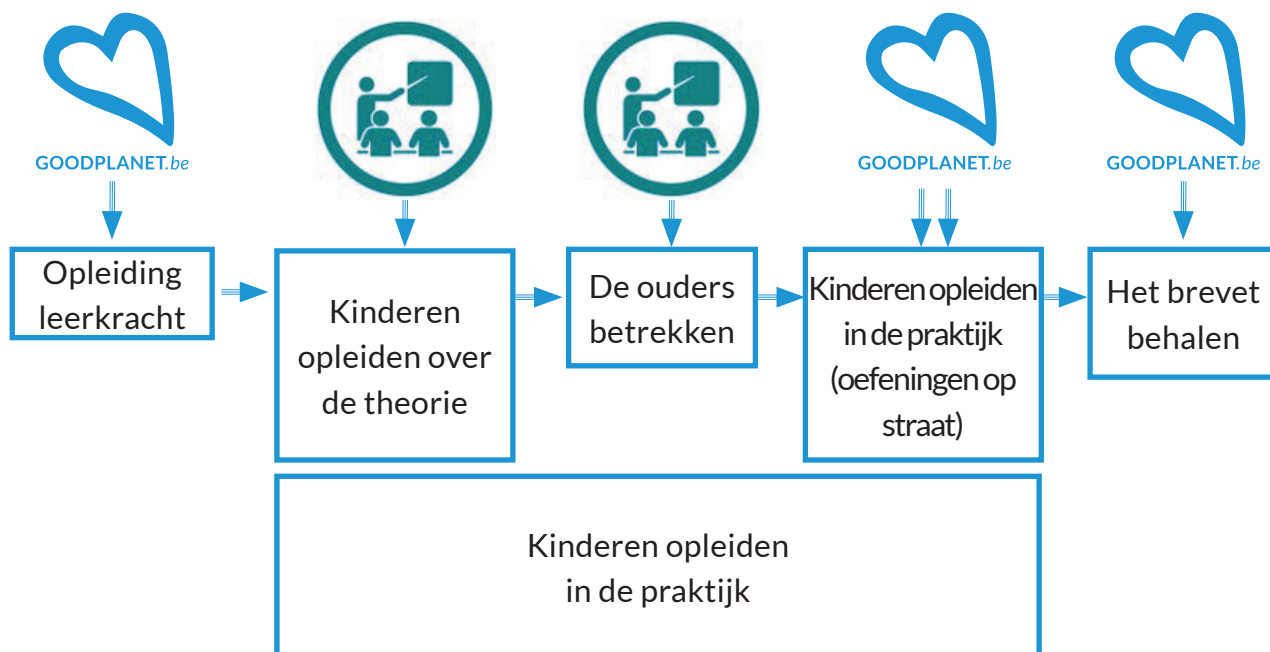 GOODPLANET.be
GOODPLANET.be
GOODPLANET.be
Opleiding
leerkracht
Kinderen
opleiden over
de theorie
De ouders
betrekken
Kinderen opleiden
in de praktijk
(oefeningen op
straat)
Het brevet
behalen
Kinderen opleiden
in de praktijk